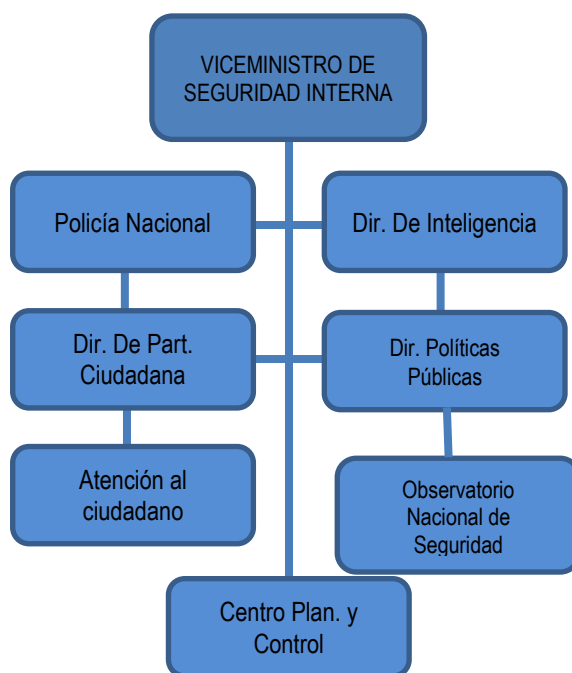 VICEMINISTRO DE
SEGURIDAD INTERNA
Policía Nacional
Dir. De Inteligencia
Dir. De Part.
Ciudadana
Dir. Políticas
Públicas
Atención al
ciudadano
Observatorio
Nacional de
Seguridad
Centro Plan. y
Control